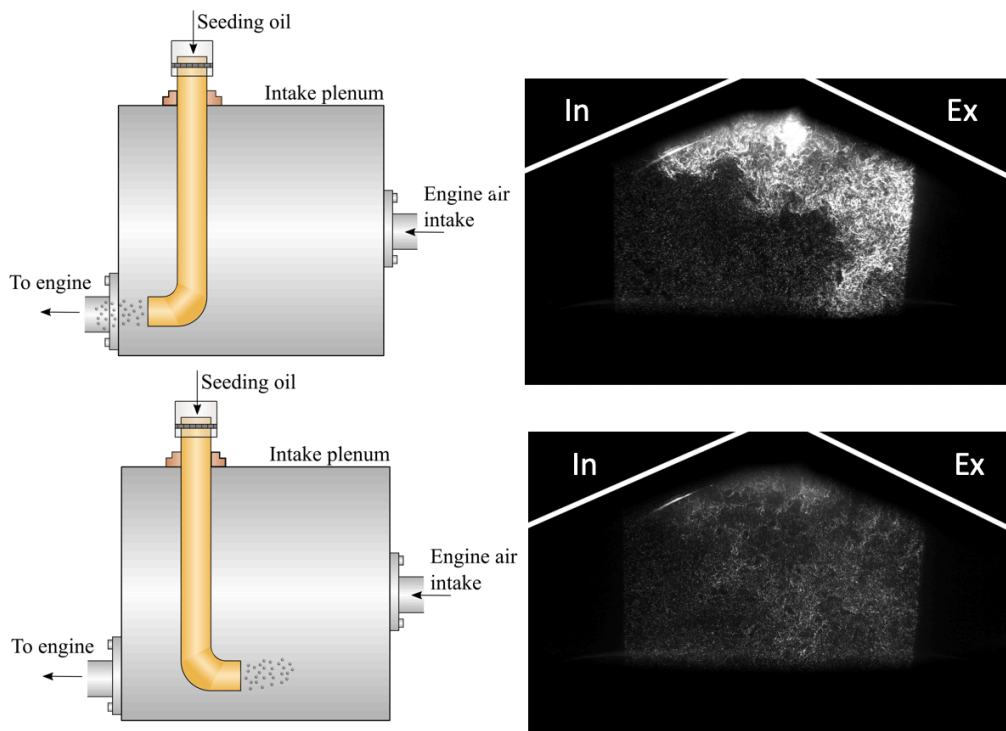 Seeding oil
Intake plenum
Engine air
intake
To engine
In
Ex
Seeding oil
Intake plenum
Engine air
intake
To engine
In
Ex